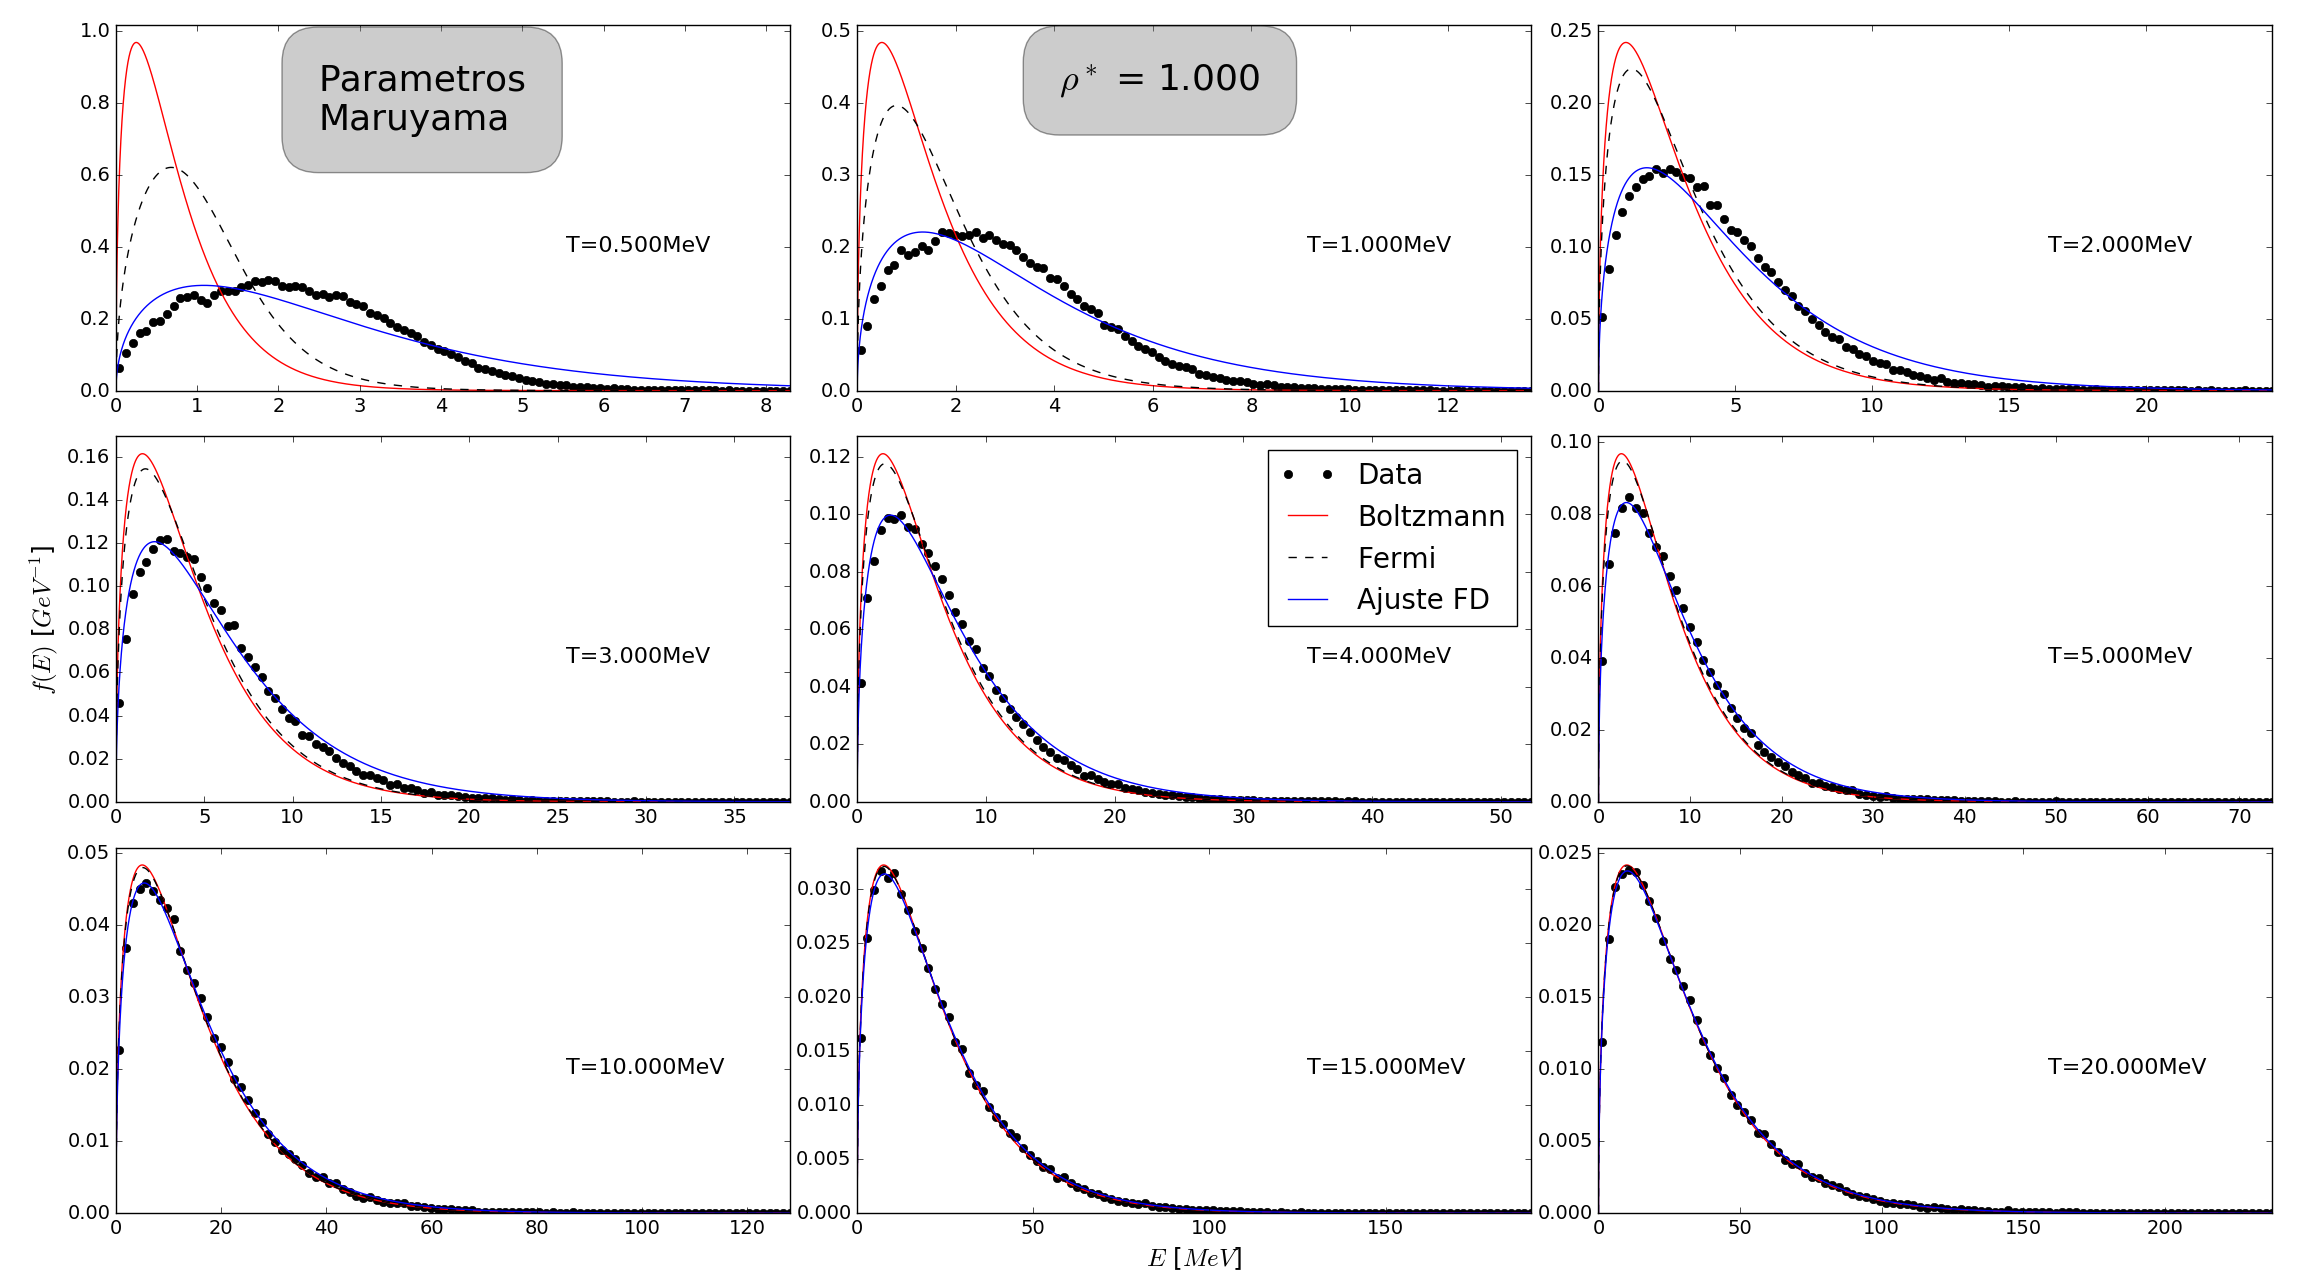 Parametros
Maruyama
1.0
0.8
0.6
0.4
0.2
0.0
T=0.500MeV
0 1 2 3 4 5 6 7 8
ρ* = 1.000
0.5
0.4
0.3
0.2
0.1
0.0
T=1.000MeV
0 2 4 6 8 10 12
0.25
0.20
0.15
0.10
0.05
0.00
T=2.000MeV
0 5 10 15 20
f(E) [GeV⁻¹]
0.16
0.14
0.12
0.10
0.08
0.06
0.04
0.02
0.00
T=3.000MeV
0 5 10 15 20 25 30 35
0.12
0.10
0.08
0.06
0.04
0.02
0.00
Data
Boltzmann
Fermi
Ajuste FD
T=4.000MeV
0 10 20 30 40 50
0.10
0.08
0.06
0.04
0.02
0.00
T=5.000MeV
0 10 20 30 40 50 60 70
0.05
0.04
0.03
0.02
0.01
0.00
T=10.000MeV
0 20 40 60 80 100 120
0.030
0.025
0.020
0.015
0.010
0.005
0.000
T=15.000MeV
0 50 100 150
0.025
0.020
0.015
0.010
0.005
0.000
T=20.000MeV
0 50 100 150 200
E [MeV]